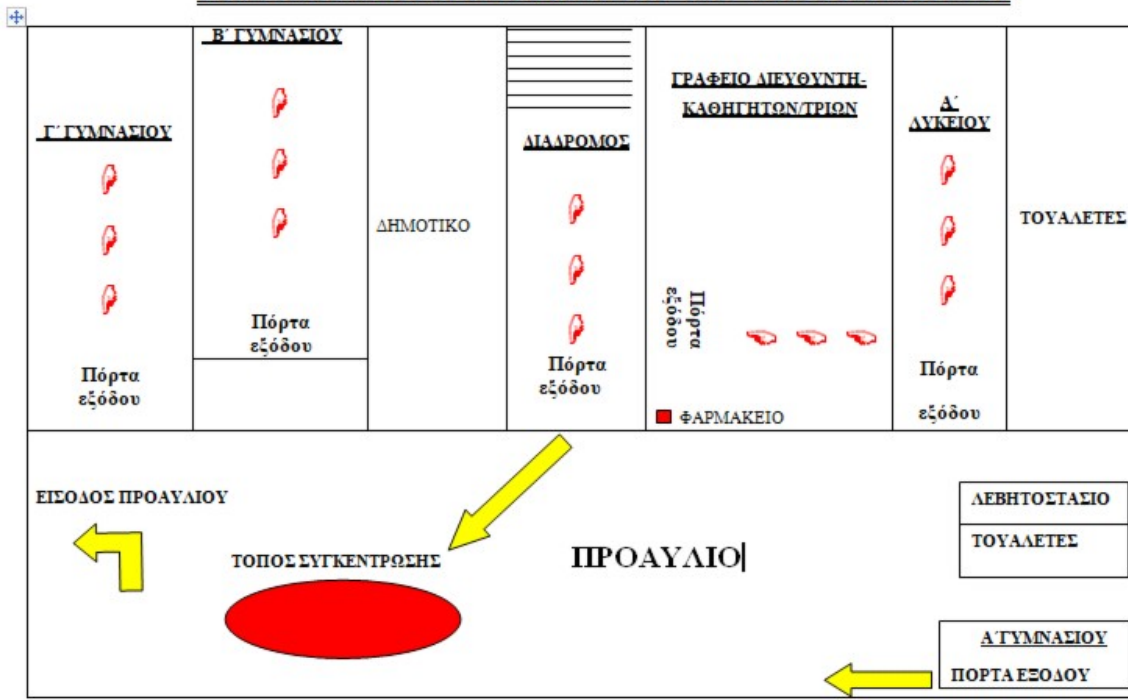 Γ΄ ΓΥΜΝΑΣΙΟΥ
Πόρτα
εξόδου
Β΄ ΓΥΜΝΑΣΙΟΥ
Πόρτα
εξόδου
ΔΗΜΟΤΙΚΟ
ΔΙΑΔΡΟΜΟΣ
Πόρτα
εξόδου
ΓΡΑΦΕΙΟ ΔΙΕΥΘΥΝΤΗ-
ΚΑΘΗΓΗΤΩΝ/ΤΡΙΩΝ
Πόρτα
εξόδου
ΦΑΡΜΑΚΕΙΟ
Α΄
ΛΥΚΕΙΟΥ
Πόρτα
εξόδου
ΤΟΥΑΛΕΤΕΣ
ΕΙΣΟΔΟΣ ΠΡΟΑΥΛΙΟΥ
ΤΟΠΟΣ ΣΥΓΚΕΝΤΡΩΣΗΣ
ΠΡΟΑΥΛΙΟ
ΛΕΒΗΤΟΣΤΑΣΙΟ
ΤΟΥΑΛΕΤΕΣ
Α΄ΓΥΜΝΑΣΙΟΥ
ΠΟΡΤΑ ΕΞΟΔΟΥ